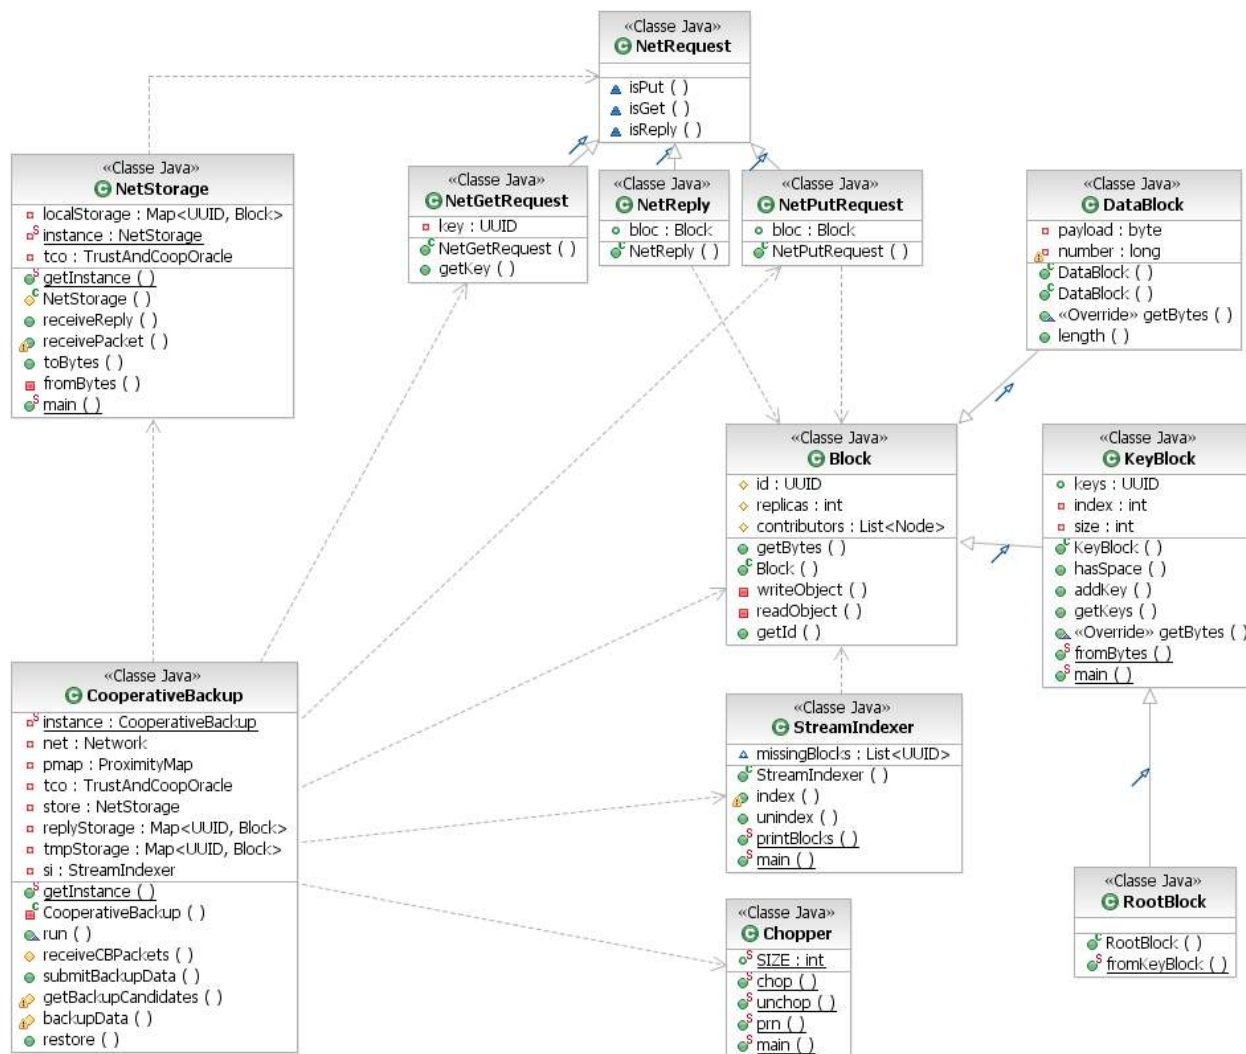 «Classe Java»
NetRequest
isPut ( )
isGet ( )
isReply ( )
«Classe Java»
NetStorage
localStorage : Map<UUID, Block>
instance : NetStorage
tco : TrustAndCoopOracle
getInstance ( )
NetStorage ( )
receiveReply ( )
receivePacket ( )
toBytes ( )
fromBytes ( )
main ( )
«Classe Java»
NetGetRequest
key : UUID
NetGetRequest ( )
getKey ( )
«Classe Java»
NetReply
bloc : Block
NetReply ( )
«Classe Java»
NetPutRequest
bloc : Block
NetPutRequest ( )
«Classe Java»
DataBlock
payload : byte
number : long
DataBlock ( )
DataBlock ( )
«Override» getBytes ( )
length ( )
«Classe Java»
Block
id : UUID
replicas : int
contributors : List<Node>
getBytes ( )
Block ( )
writeObject ( )
readObject ( )
getId ( )
«Classe Java»
KeyBlock
keys : UUID
index : int
size : int
KeyBlock ( )
hasSpace ( )
addKey ( )
getKeys ( )
«Override» getBytes ( )
fromBytes ( )
main ( )
«Classe Java»
CooperativeBackup
instance : CooperativeBackup
net : Network
pmap : ProximityMap
tco : TrustAndCoopOracle
store : NetStorage
replyStorage : Map<UUID, Block>
tmpStorage : Map<UUID, Block>
si : StreamIndexer
getInstance ( )
CooperativeBackup ( )
run ( )
receiveCBPackets ( )
submitBackupData ( )
getBackupCandidates ( )
backupData ( )
restore ( )
«Classe Java»
StreamIndexer
missingBlocks : List<UUID>
StreamIndexer ( )
index ( )
unindex ( )
printBlocks ( )
main ( )
«Classe Java»
RootBlock
RootBlock ( )
fromKeyBlock ( )
«Classe Java»
Chopper
SIZE : int
chop ( )
unchop ( )
prn ( )
main ( )